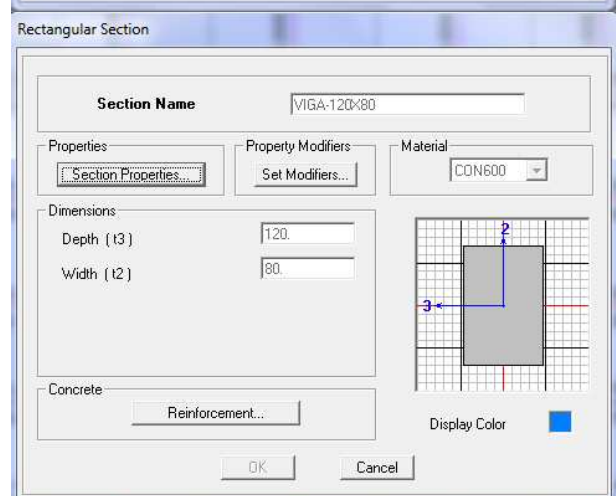 Rectangular Section
Section Name VIGA-120X80
Properties Property Modifiers Material
Section Properties... Set Modifiers... CON600
Dimensions
Depth ( t3 ) 120.
Width ( t2 ) 80.
2
3
Concrete
Reinforcement...
Display Color
OK Cancel